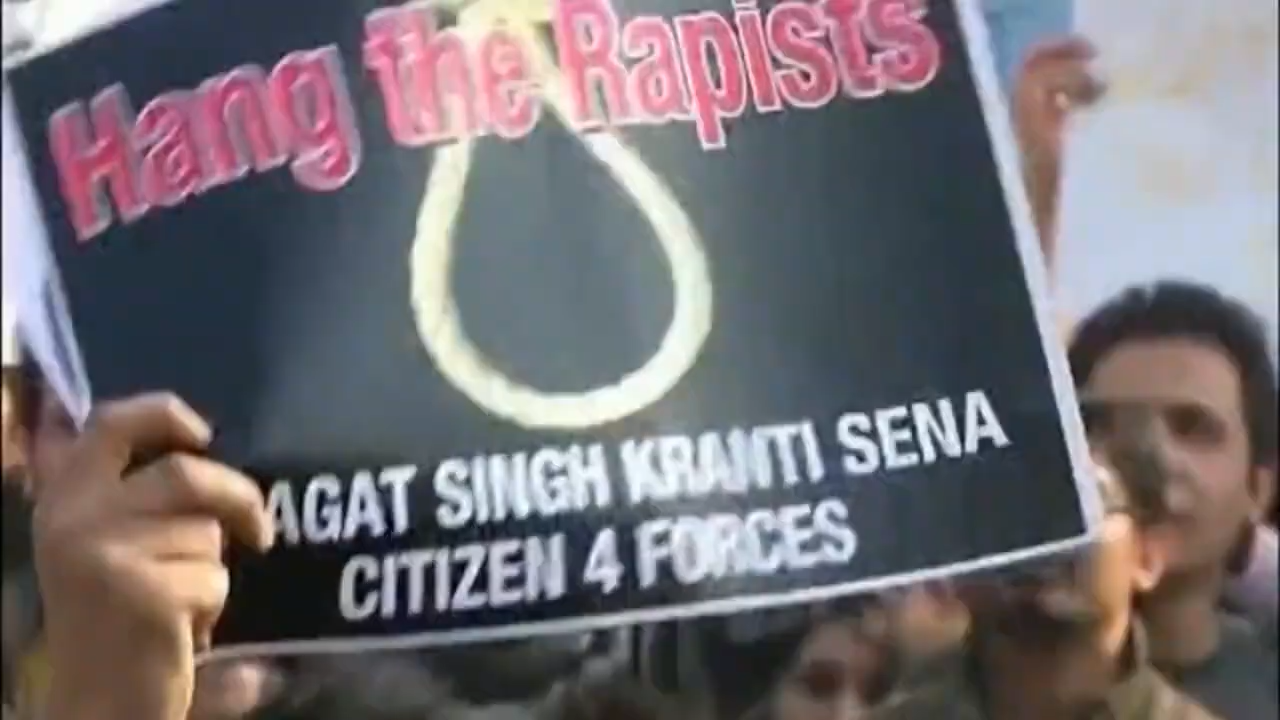 Hang the Rapists
AGAT SINGH KRANTI SENA
CITIZEN 4 FORCES